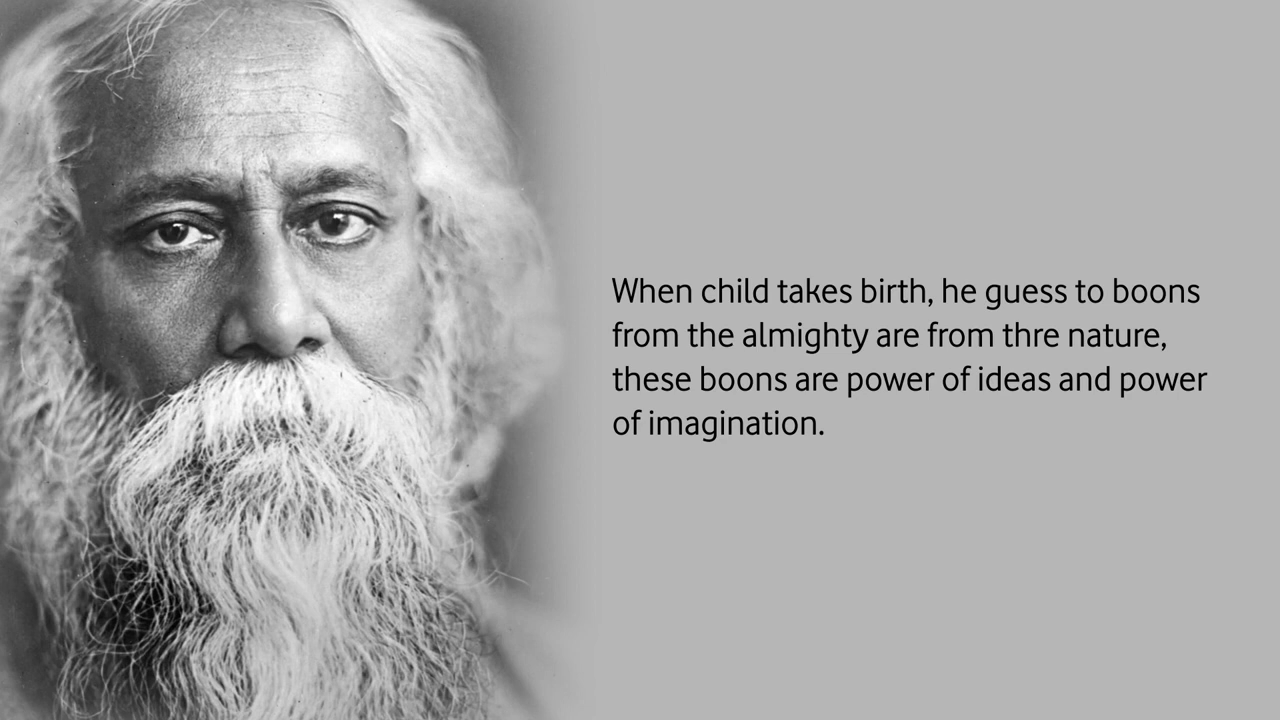 When child takes birth, he guess to boons
from the almighty are from thre nature,
these boons are power of ideas and power
of imagination.